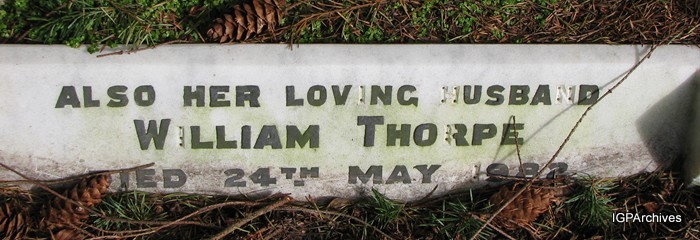 ALSO HER LOVING HUSBAND
WILLIAM THORPE
DIED 24TH MAY
IGPArchives